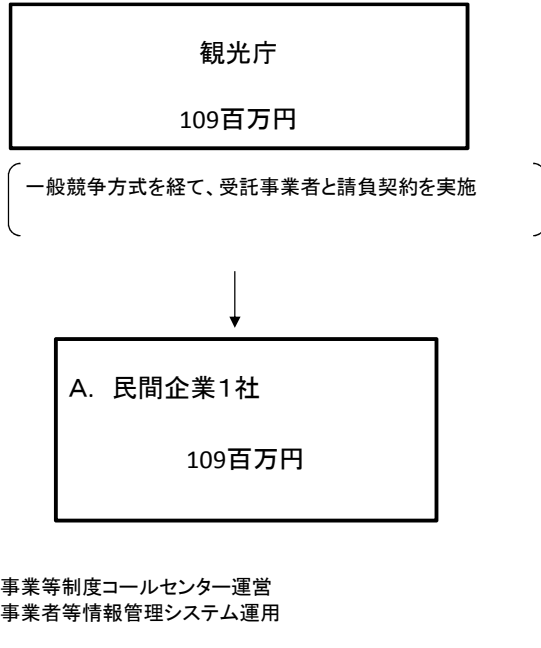 観光庁
109百万円
一般競争方式を経て、受託事業者と請負契約を実施
A. 民間企業1社
109百万円
事業等制度コールセンター運営
事業者等情報管理システム運用